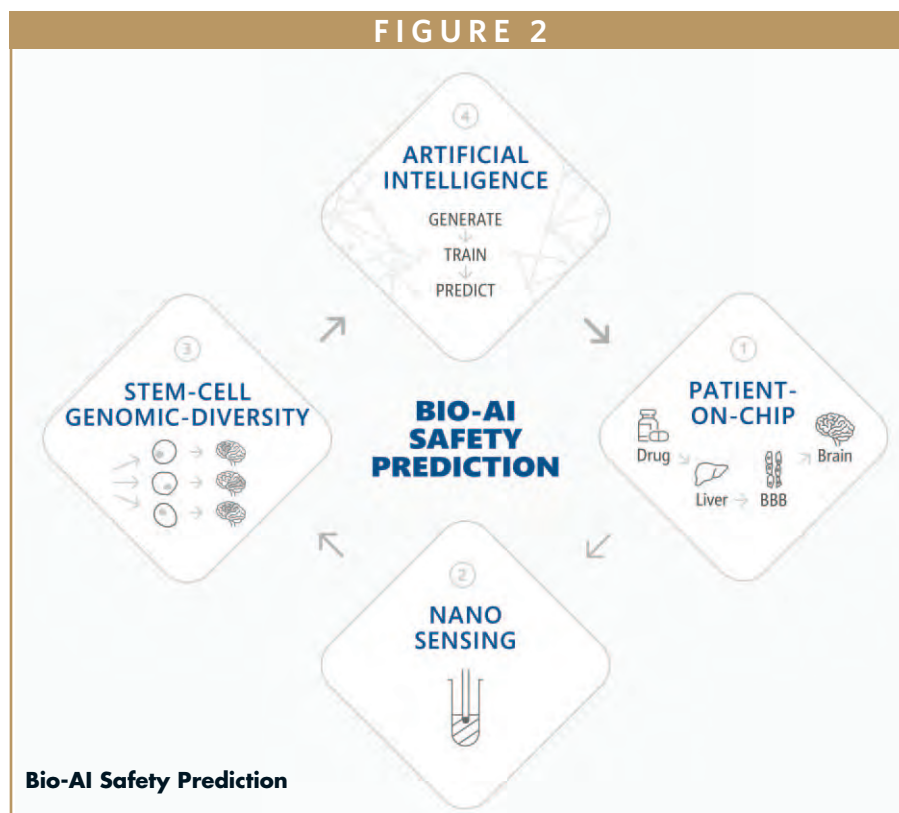 FIGURE 2
4
ARTIFICIAL
INTELLIGENCE
GENERATE
TRAIN
PREDICT
3
STEM-CELL
GENOMIC-DIVERSITY
BIO-AI
SAFETY
PREDICTION
1
PATIENT-
ON-CHIP
Drug
Liver
BBB
Brain
2
NANO
SENSING
Bio-AI Safety Prediction